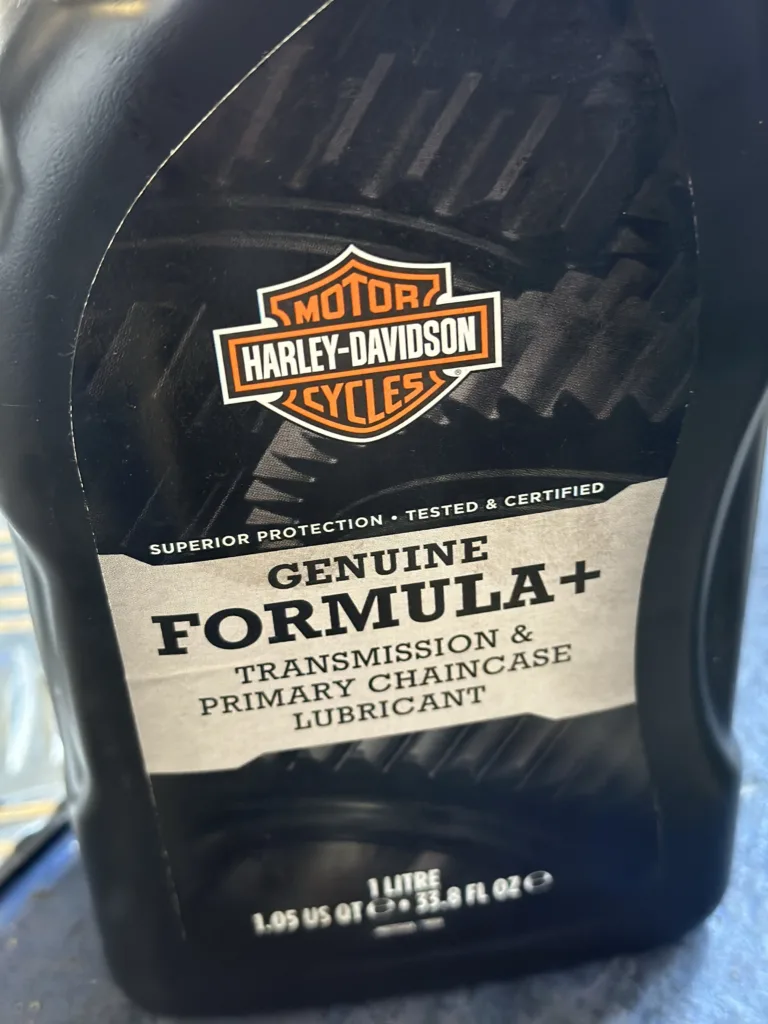 MOTOR
HARLEY-DAVIDSON
CYCLES
®
SUPERIOR PROTECTION • TESTED & CERTIFIED
GENUINE
FORMULA+
TRANSMISSION &
PRIMARY CHAINCASE
LUBRICANT
1 LITRE
1.05 US QT ℮ • 33.8 FL OZ ℮